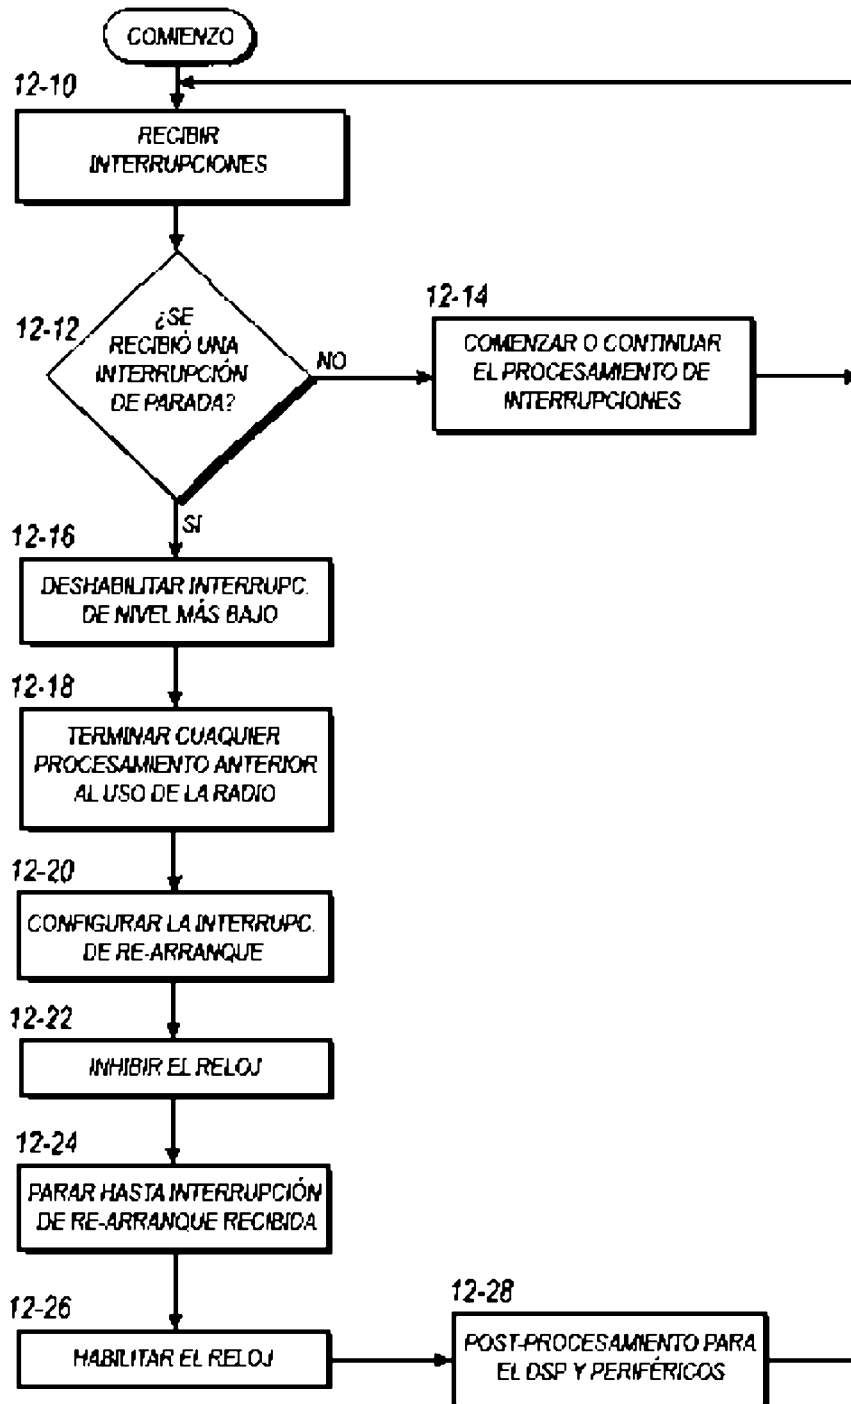 COMIENZO
12-10
RECIBIR
INTERRUPCIONES
12-12
¿SE
RECIBIÓ UNA
INTERRUPCIÓN
DE PARADA?
NO
12-14
COMENZAR O CONTINUAR
EL PROCESAMIENTO DE
INTERRUPCIONES
SI
12-16
DESHABILITAR INTERRUPC.
DE NIVEL MÁS BAJO
12-18
TERMINAR CUAQUIER
PROCESAMIENTO ANTERIOR
AL USO DE LA RADIO
12-20
CONFIGURAR LA INTERRUPC.
DE RE-ARRANQUE
12-22
INHIBIR EL RELOJ
12-24
PARAR HASTA INTERRUPCIÓN
DE RE-ARRANQUE RECIBIDA
12-26
HABILITAR EL RELOJ
12-28
POST-PROCESAMIENTO PARA
EL DSP Y PERIFÉRICOS